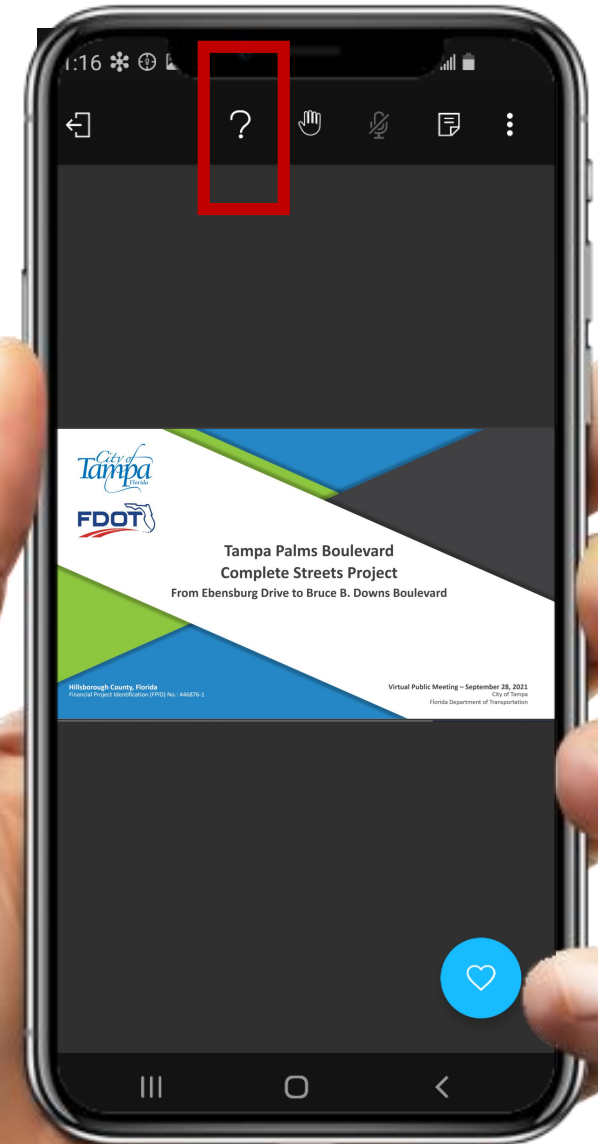 1:16
?
City of
Tampa
Florida
FDOT
Tampa Palms Boulevard
Complete Streets Project
From Ebensburg Drive to Bruce B. Downs Boulevard
Hillsborough County, Florida
Financial Project Identification (FPID) No.: 446876-1
Virtual Public Meeting – September 28, 2021
City of Tampa
Florida Department of Transportation